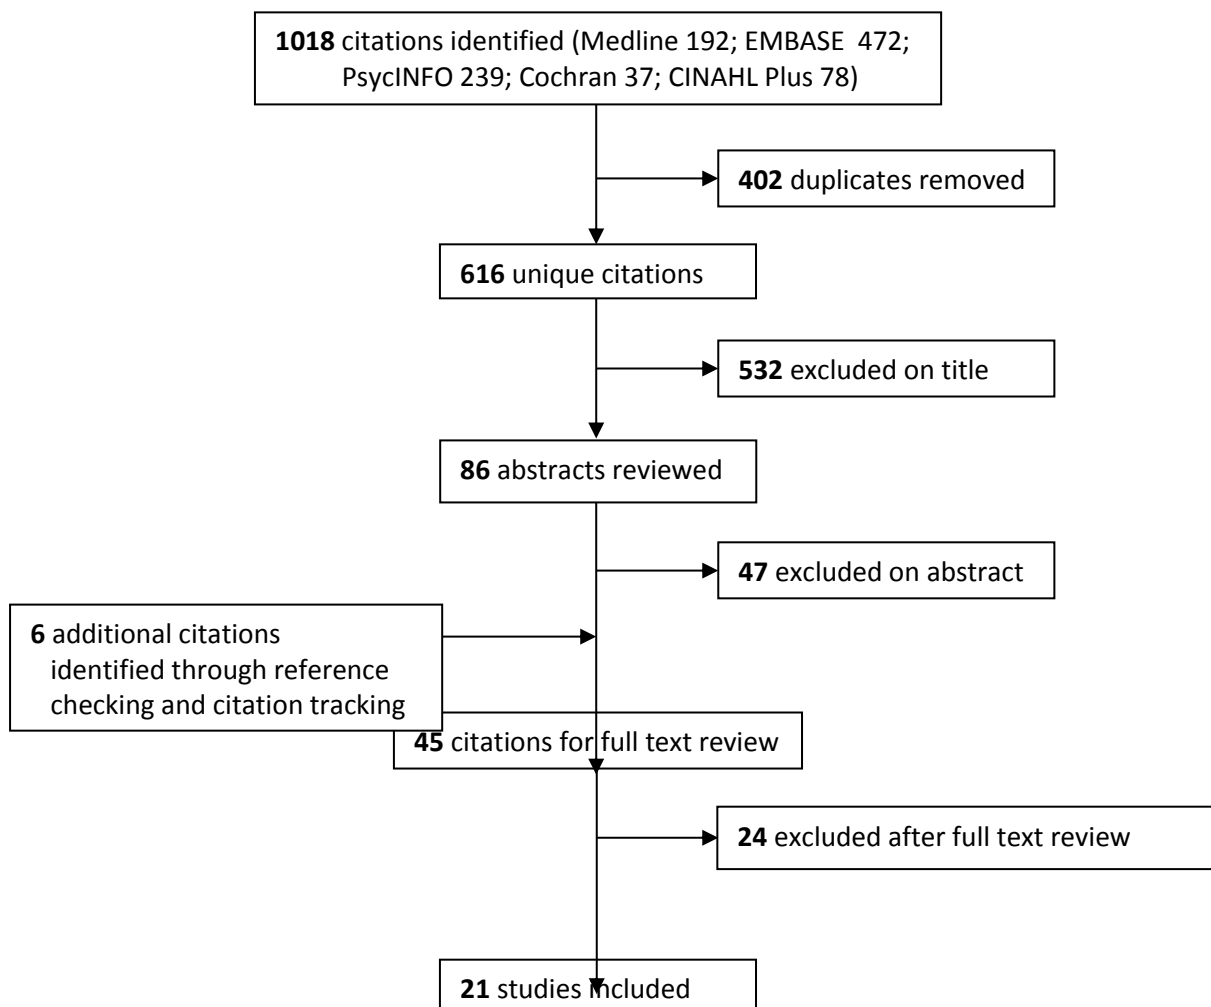 1018 citations identified (Medline 192; EMBASE 472;
PsycINFO 239; Cochran 37; CINAHL Plus 78)
402 duplicates removed
616 unique citations
532 excluded on title
86 abstracts reviewed
47 excluded on abstract
6 additional citations
identified through reference
checking and citation tracking
45 citations for full text review
24 excluded after full text review
21 studies included